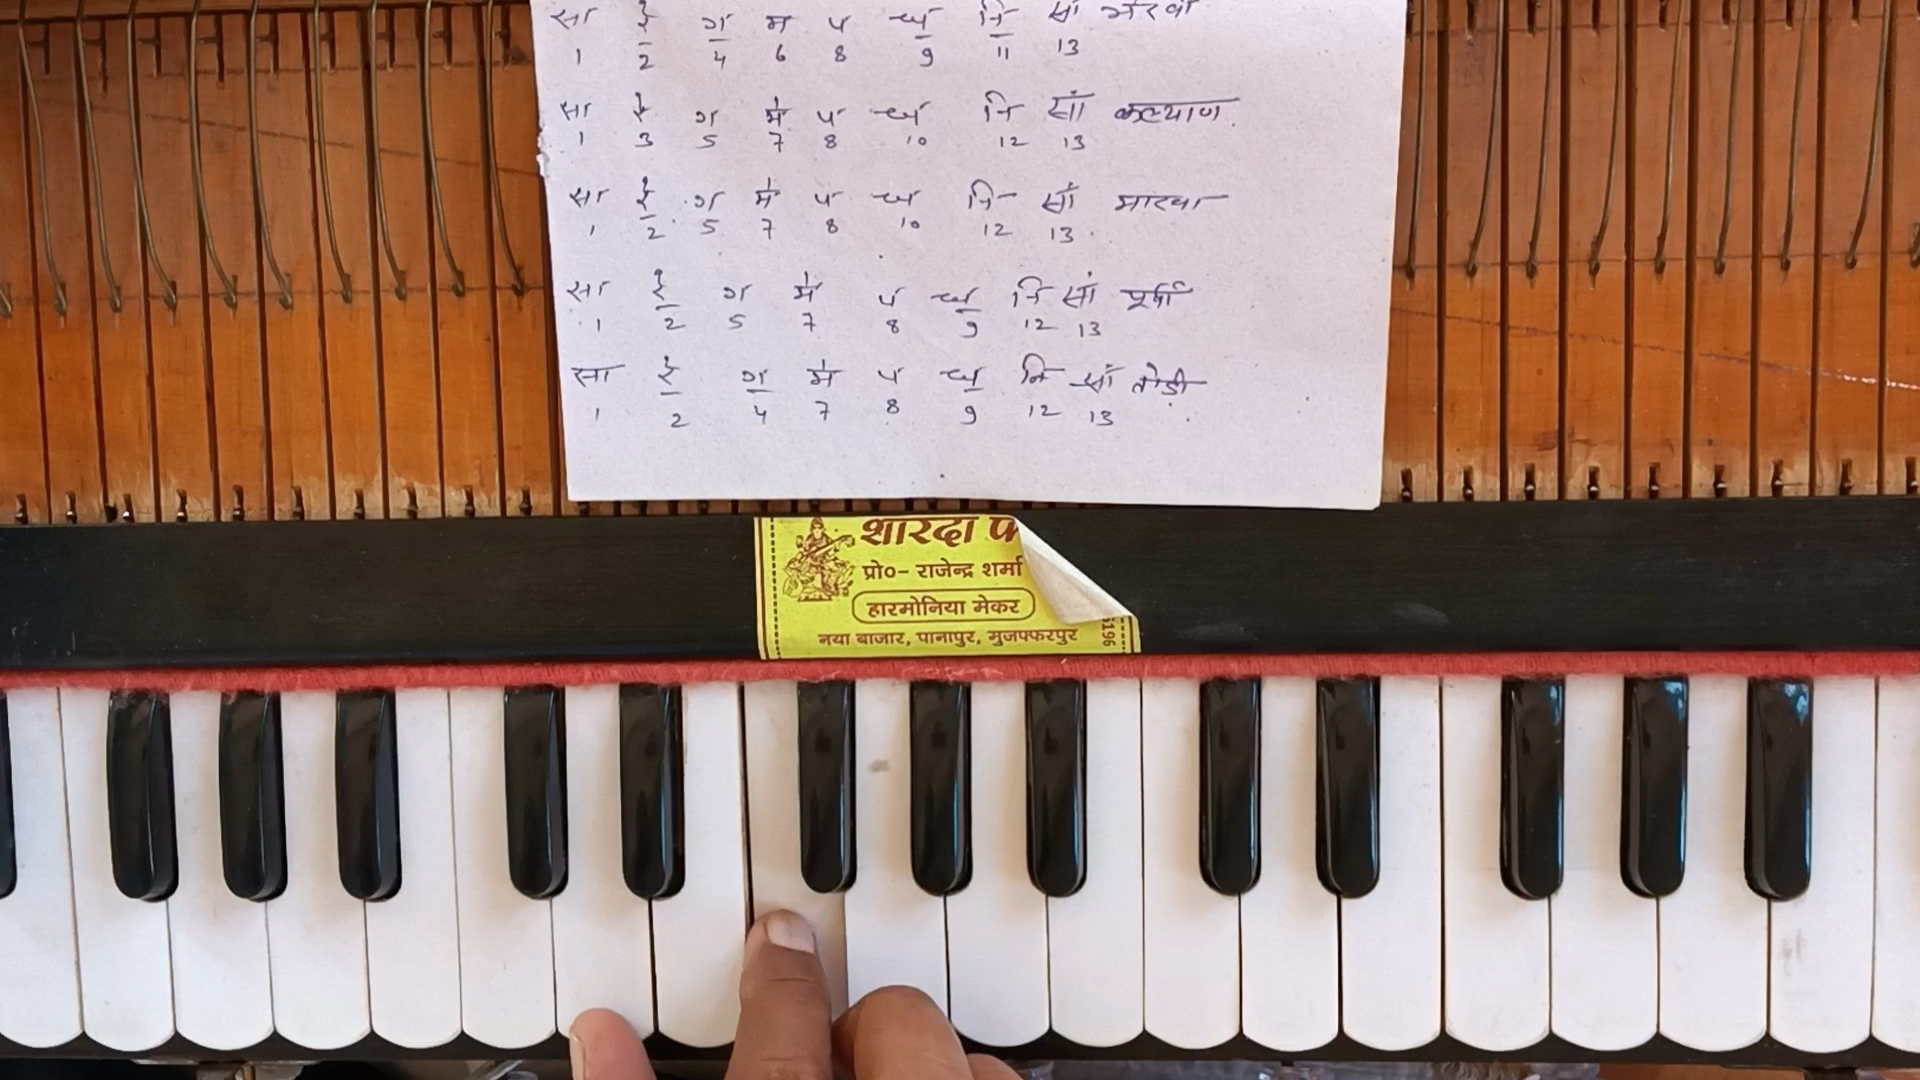 सा रे॒ ग॒ म प ध॒ नि॒ सां भैरवी
1 2 4 6 8 9 11 13
सा रे ग मे प ध नि सां कल्याण.
1 3 5 7 8 10 12 13
सा रे॒ ग मे प ध नि सां मारवा
1 2 5 7 8 10 12 13
सा रे॒ ग मे प ध॒ नि सां पूर्वी
1 2 5 7 8 9 12 13
सा रे॒ ग॒ मे प ध॒ नि सां तोड़ी
1 2 4 7 8 9 12 13
शारदा
प्रो०- राजेन्द्र शर्मा
हारमोनिया मेकर
नया बाजार, पानापुर, मुजफ्फरपुर
5196